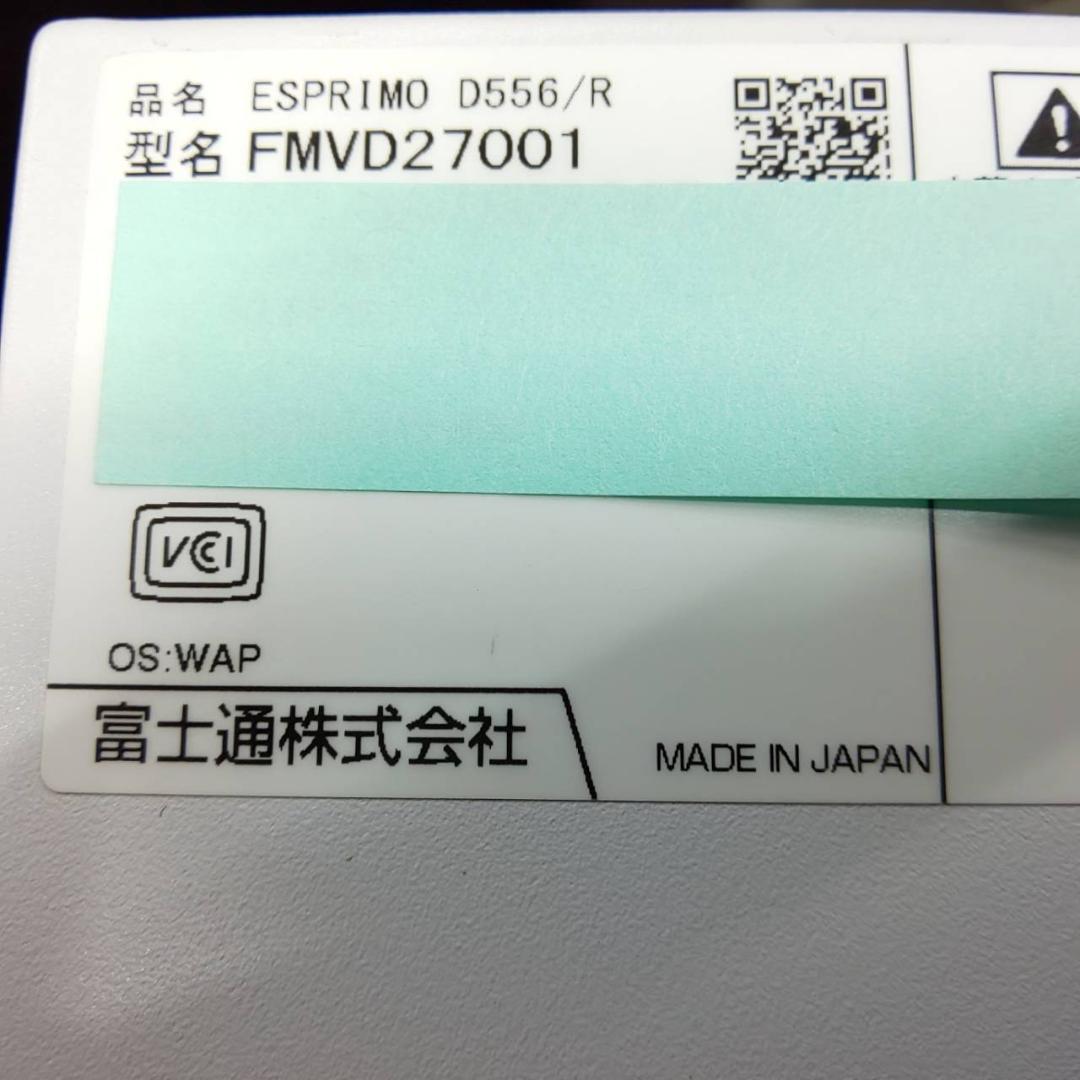 品名 ESPRIMO D556/R
型名 FMVD27001
VCCI
OS:WAP
富士通株式会社
MADE IN JAPAN